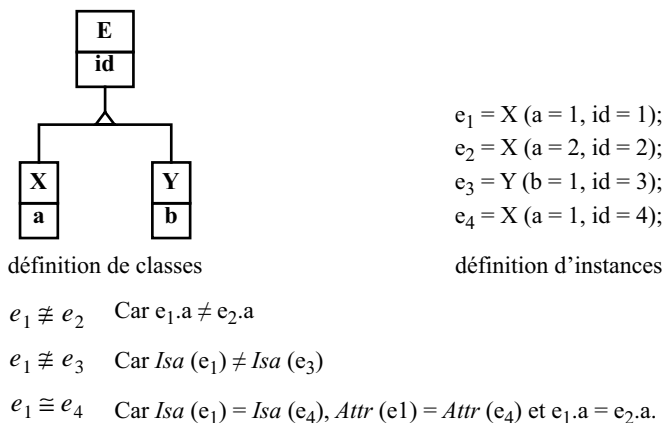 E
id
X
a
Y
b
e₁ = X (a = 1, id = 1);
e₂ = X (a = 2, id = 2);
e₃ = Y (b = 1, id = 3);
e₄ = X (a = 1, id = 4);
définition de classes
définition d’instances
e₁ ≇ e₂ Car e₁.a ≠ e₂.a
e₁ ≇ e₃ Car Isa (e₁) ≠ Isa (e₃)
e₁ ≅ e₄ Car Isa (e₁) = Isa (e₄), Attr (e1) = Attr (e₄) et e₁.a = e₂.a.